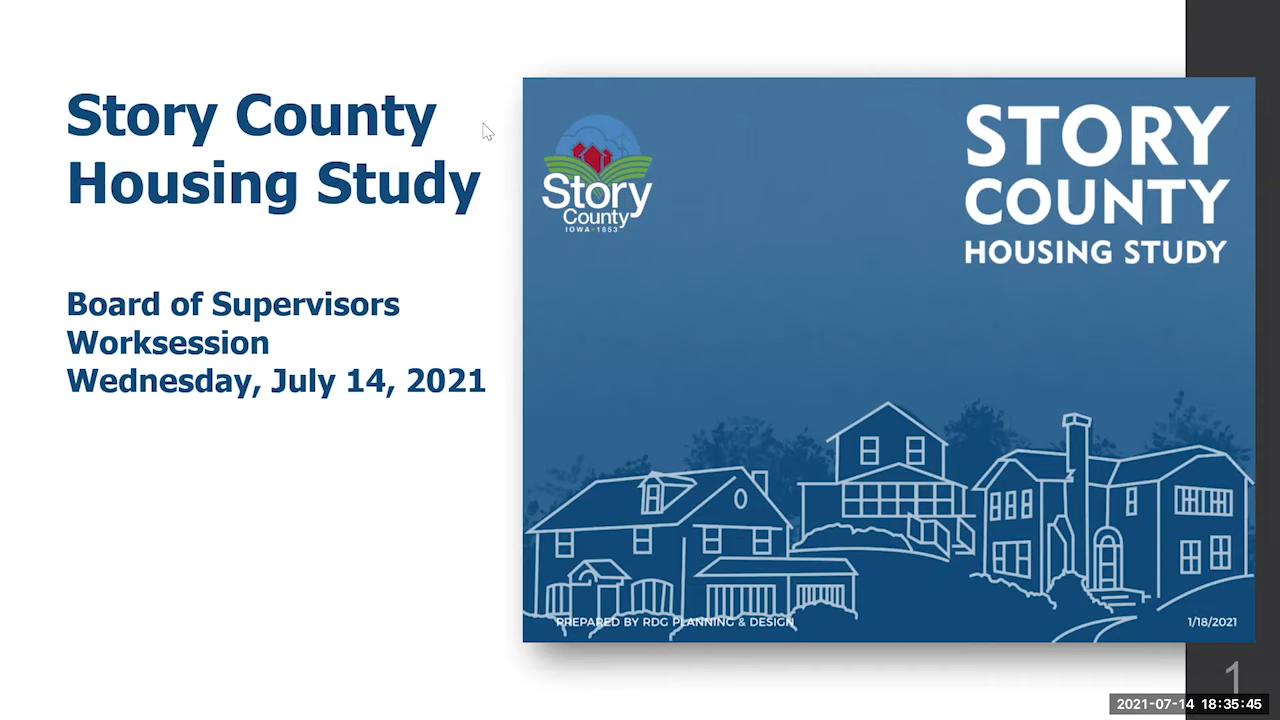 Story County
Housing Study
Board of Supervisors
Worksession
Wednesday, July 14, 2021
Story
County
IOWA-1853
STORY
COUNTY
HOUSING STUDY
PREPARED BY RDG PLANNING & DESIGN
1/18/2021
1
2021-07-14 18:35:45